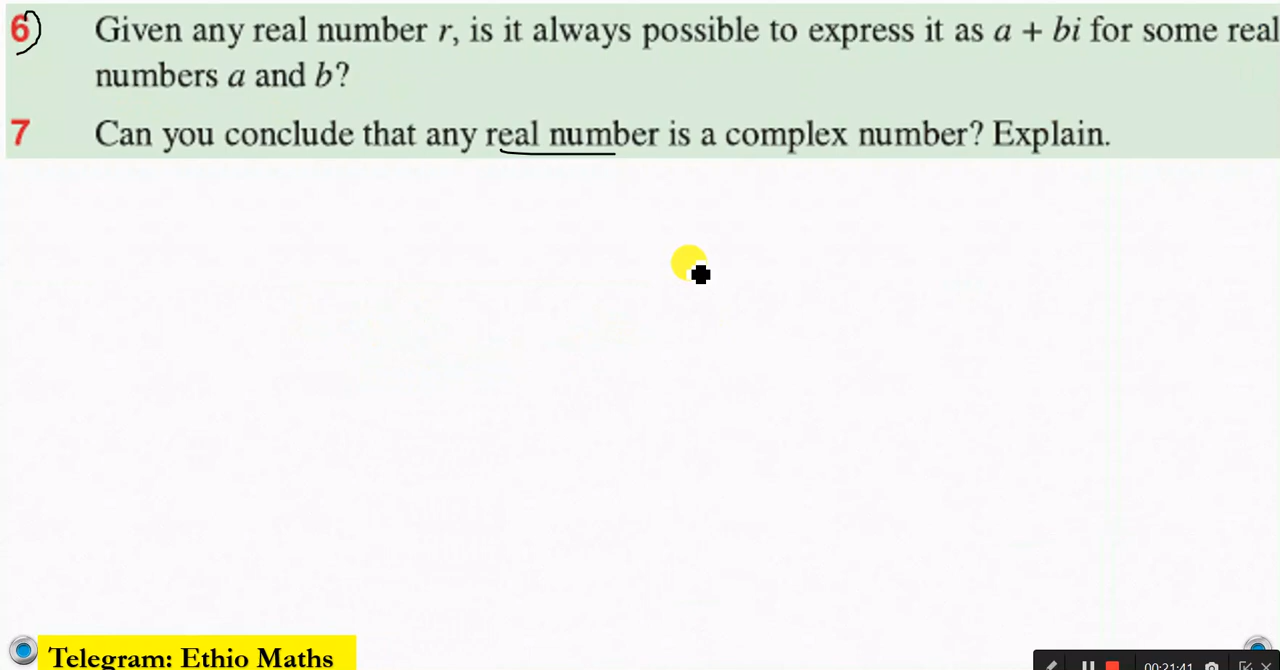 6) Given any real number r, is it always possible to express it as a + bi for some real
numbers a and b?
7 Can you conclude that any real number is a complex number? Explain.
Telegram: Ethio Maths
00:21:41